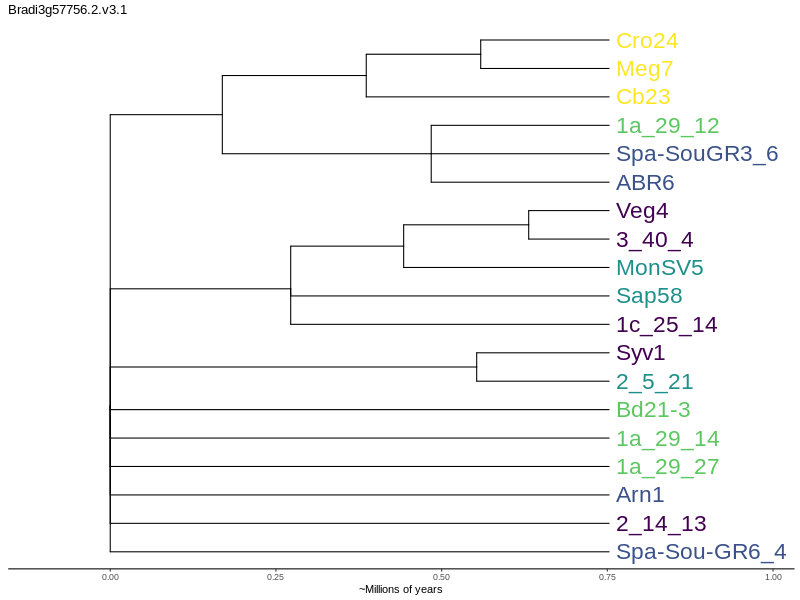 Bradi3g57756.2.v3.1
Cro24
Meg7
Cb23
1a_29_12
Spa-SouGR3_6
ABR6
Veg4
3_40_4
MonSV5
Sap58
1c_25_14
Syv1
2_5_21
Bd21-3
1a_29_14
1a_29_27
Arn1
2_14_13
Spa-Sou-GR6_4
0.00 0.25 0.50 0.75 1.00
~Millions of years